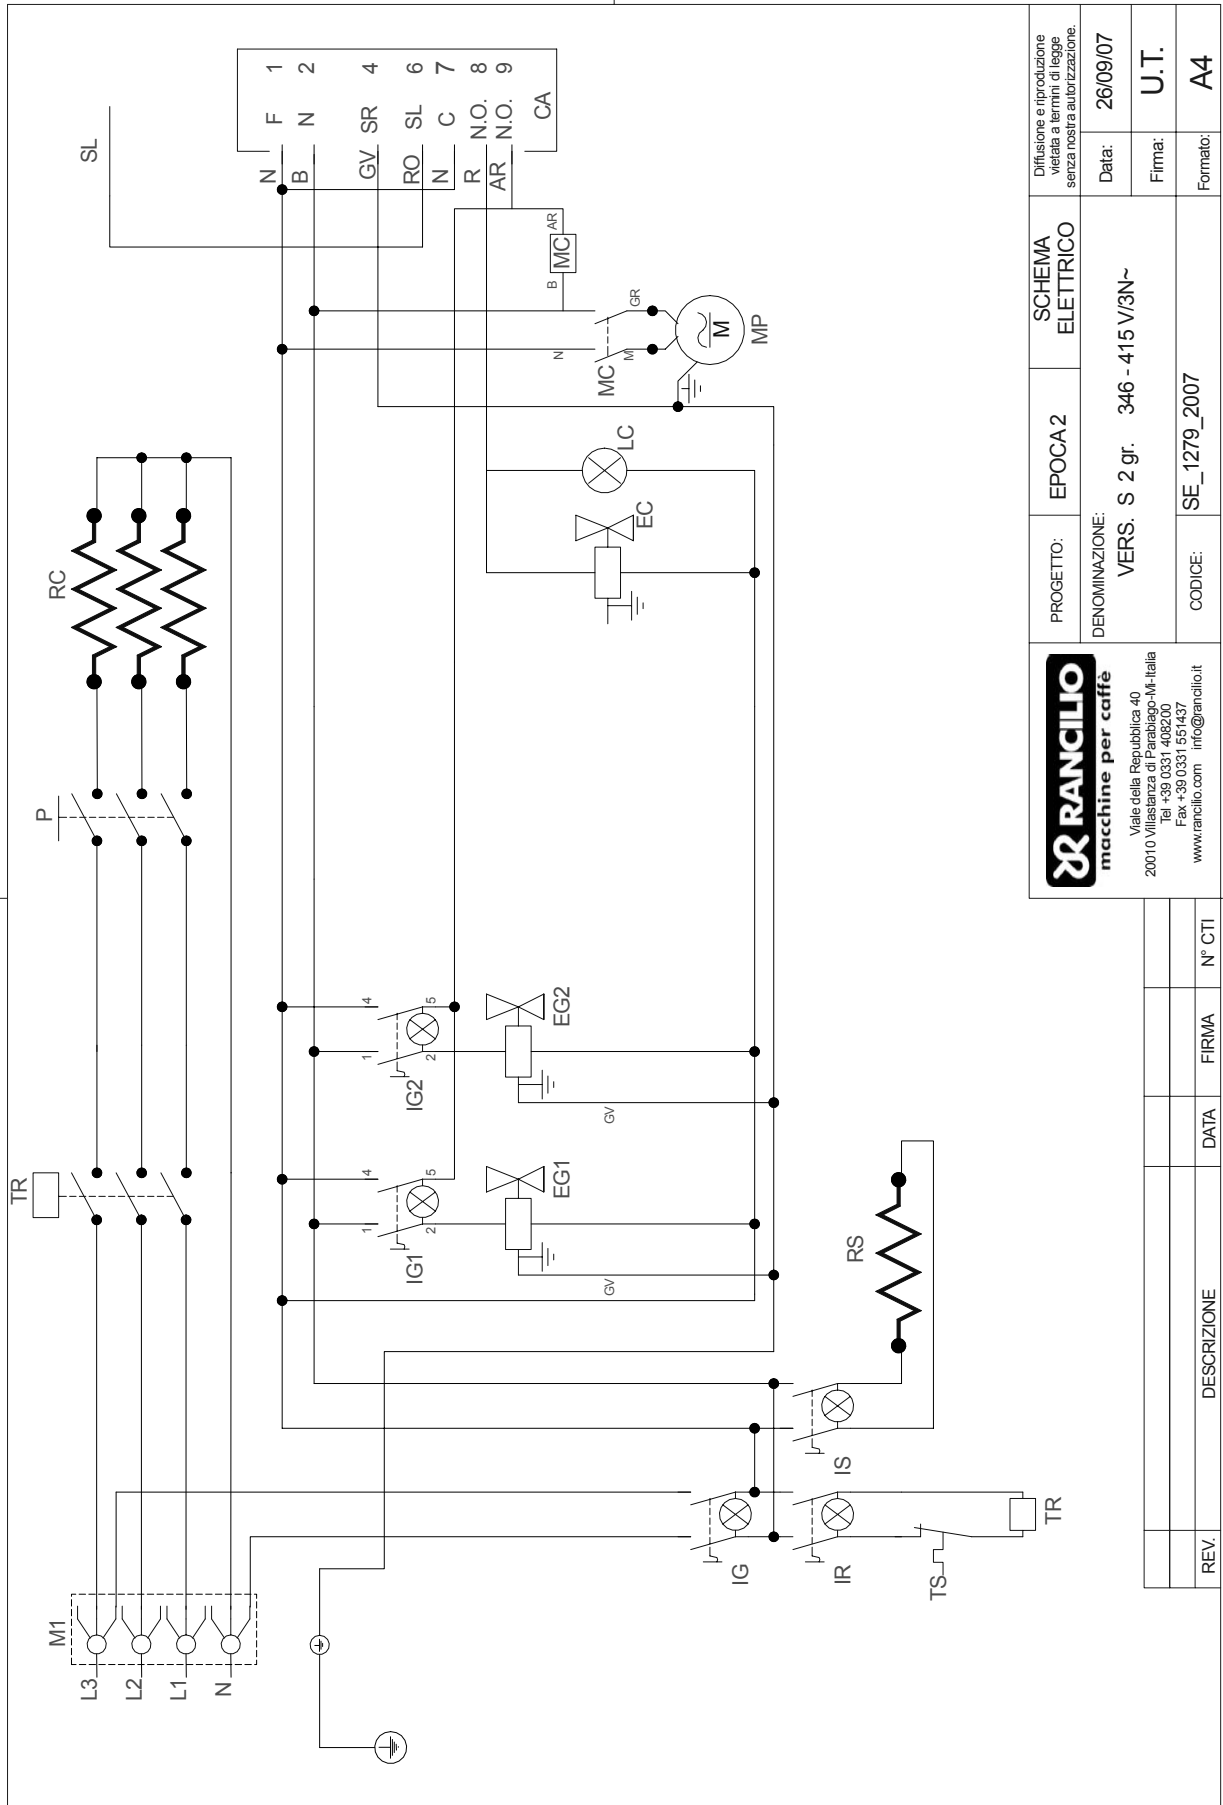 SL
F 1
N 2
SR 4
SL 6
C 7
N.O. 8
N.O. 9
CA
N
B
GV
RO
N
R
AR
AR
MC
B
N
GR
M
MC
M
MP
LC
EC
RC
P
TR
1
4
2
5
IG2
EG2
GV
1
4
2
5
IG1
EG1
GV
RS
IS
IG
IR
TS
TR
M1
L3
L2
L1
N
REV.
DESCRIZIONE
DATA
FIRMA
N° CTI
RANCILIO
macchine per caffè
Viale della Repubblica 40
20010 Villastanza di Parabiago-Mi-Italia
Tel +39 0331 408200
Fax +39 0331 551437
www.rancilio.com info@rancilio.it
PROGETTO:
EPOCA 2
SCHEMA
ELETTRICO
Diffusione e riproduzione
vietata a termini di legge
senza nostra autorizzazione.
DENOMINAZIONE:
VERS. S 2 gr. 346 - 415 V/3N~
Data:
26/09/07
Firma:
U.T.
CODICE:
SE_1279_2007
Formato:
A4